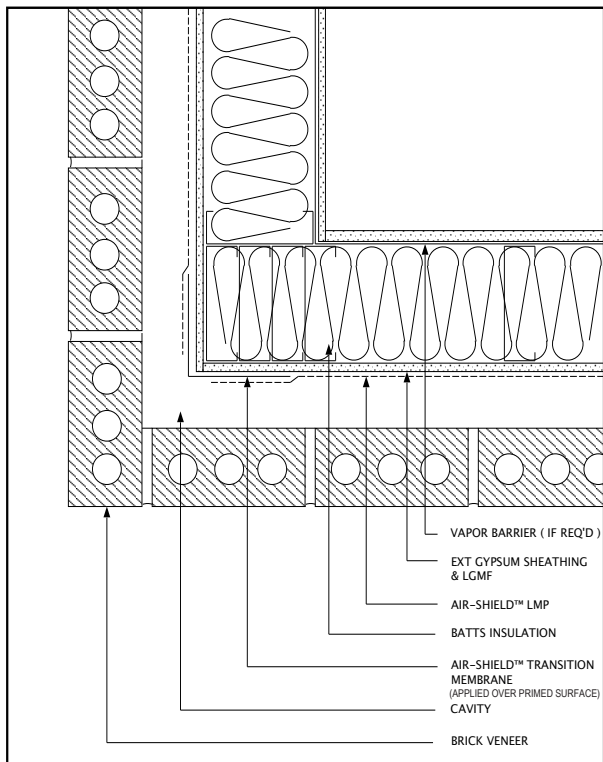 VAPOR BARRIER ( IF REQ'D )
EXT GYPSUM SHEATHING
& LGMF
AIR-SHIELD™ LMP
BATTS INSULATION
AIR-SHIELD™ TRANSITION
MEMBRANE
(APPLIED OVER PRIMED SURFACE)
CAVITY
BRICK VENEER